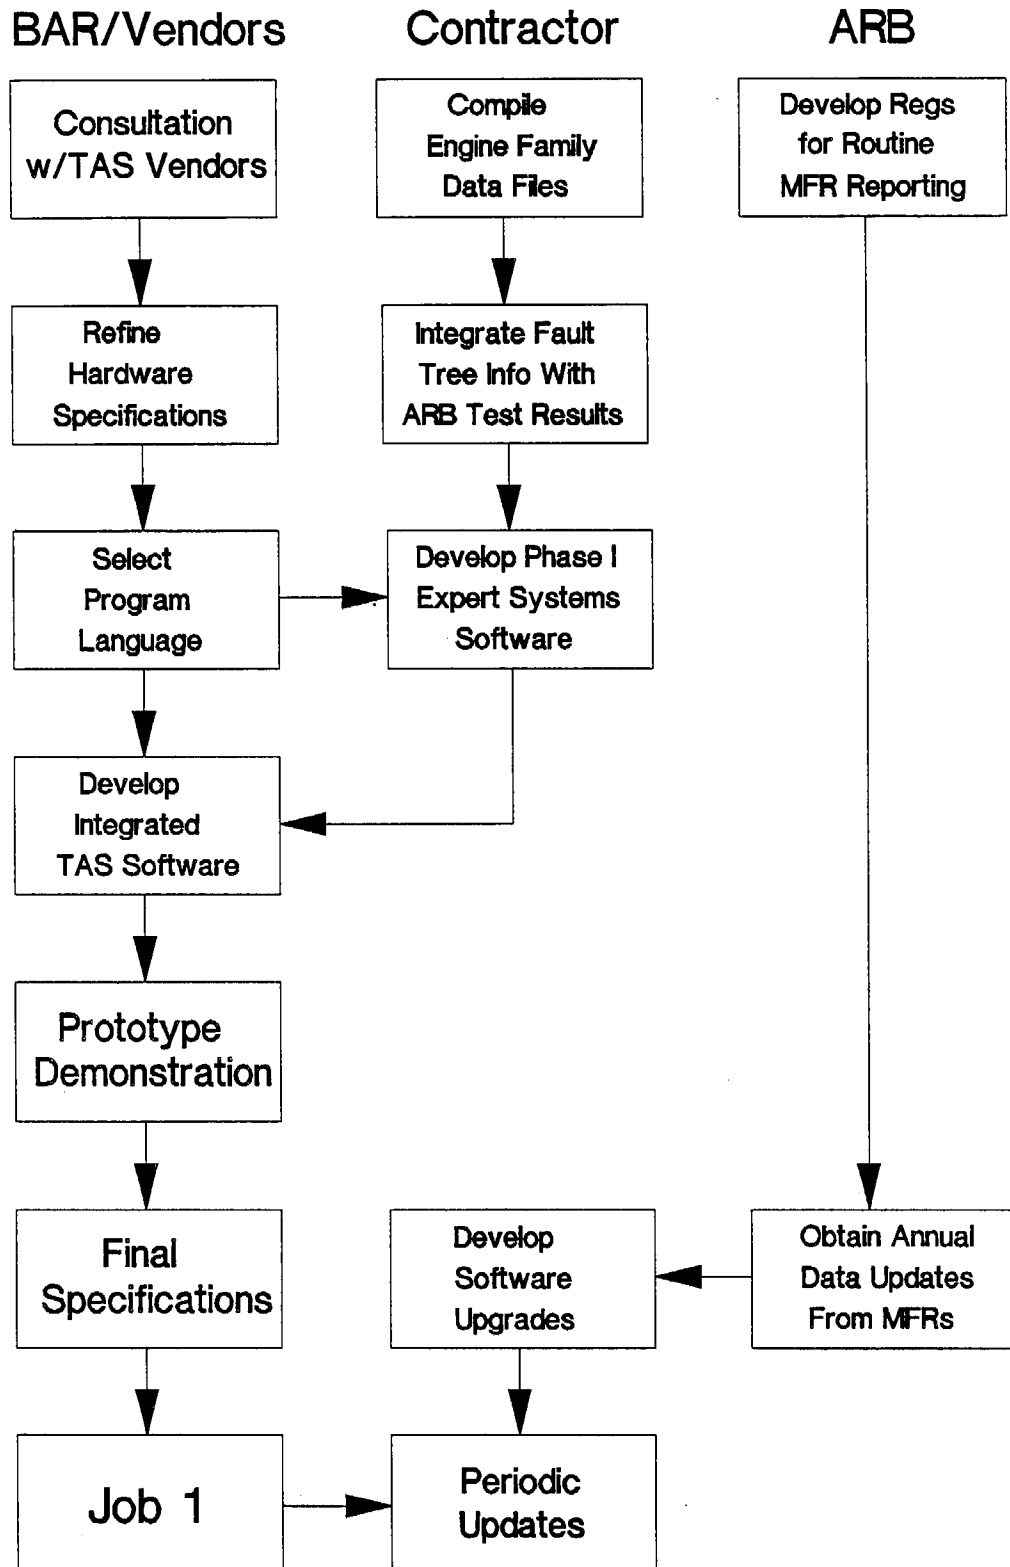 BAR/Vendors
Contractor
ARB
Consultation
w/TAS Vendors
Compile
Engine Family
Data Files
Develop Regs
for Routine
MFR Reporting
Refine
Hardware
Specifications
Integrate Fault
Tree Info With
ARB Test Results
Select
Program
Language
Develop Phase I
Expert Systems
Software
Develop
Integrated
TAS Software
Prototype
Demonstration
Final
Specifications
Develop
Software
Upgrades
Obtain Annual
Data Updates
From MFRs
Job 1
Periodic
Updates